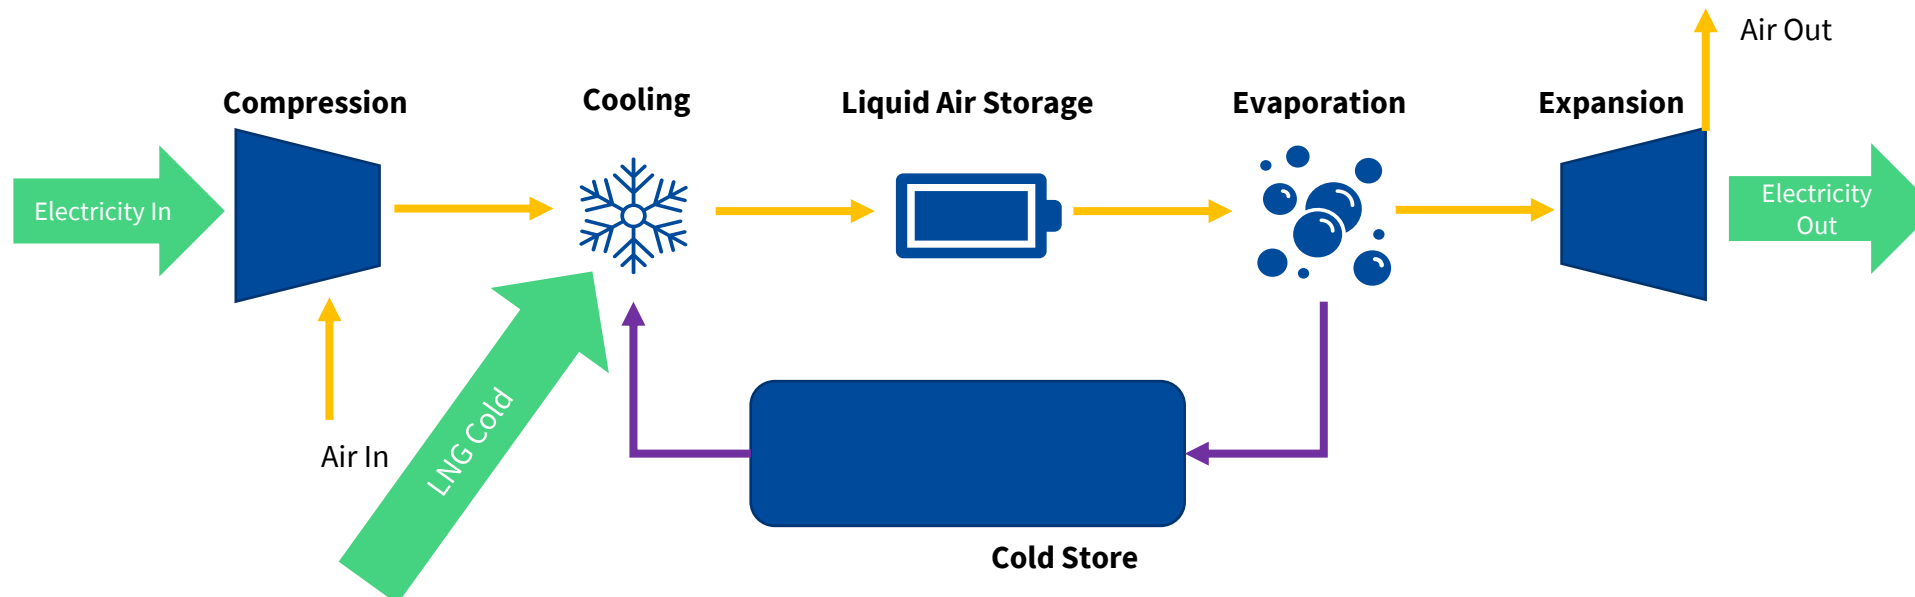 Air Out
Compression
Cooling
Liquid Air Storage
Evaporation
Expansion
Electricity In
Electricity
Out
LNG Cold
Air In
Cold Store